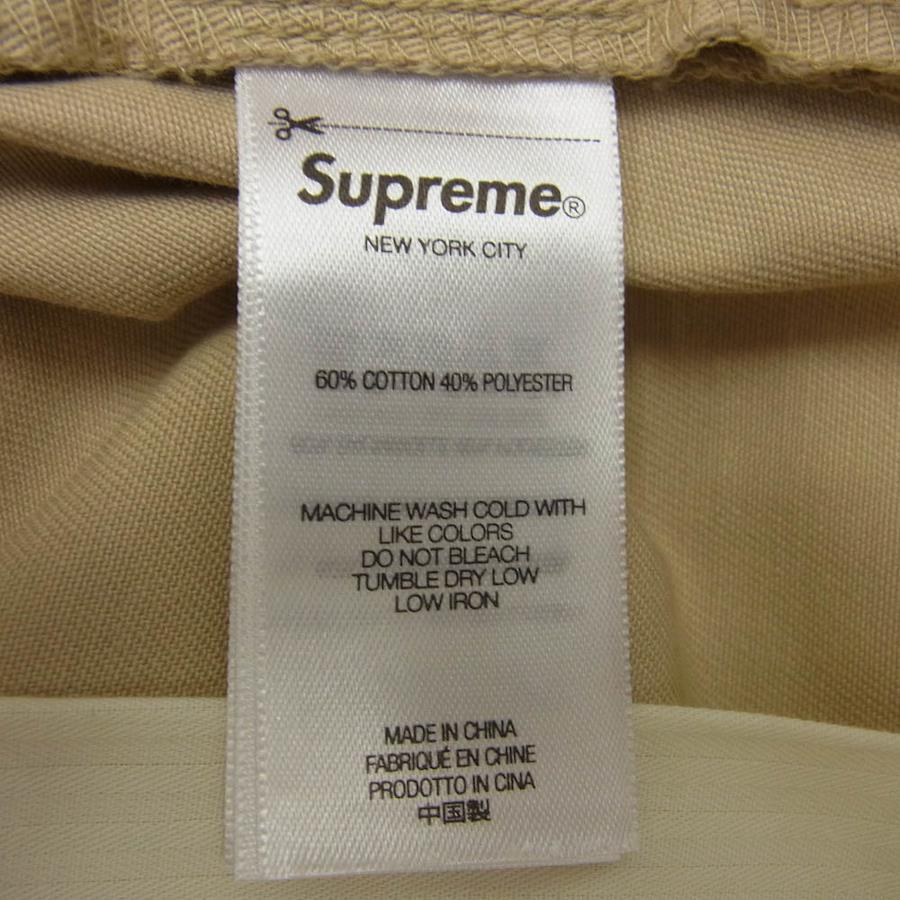 Supreme®
NEW YORK CITY
60% COTTON 40% POLYESTER
MACHINE WASH COLD WITH
LIKE COLORS
DO NOT BLEACH
TUMBLE DRY LOW
LOW IRON
MADE IN CHINA
FABRIQUÉ EN CHINE
PRODOTTO IN CINA
中国製